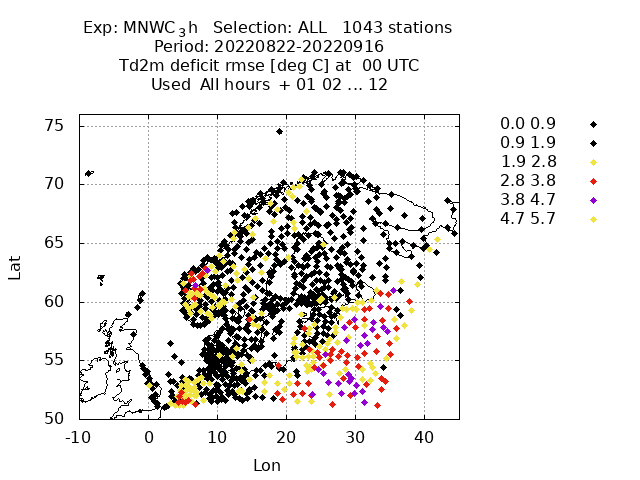 Exp: MNWC3h Selection: ALL 1043 stations
Period: 20220822-20220916
Td2m deficit rmse [deg C] at 00 UTC
Used All hours + 01 02 ... 12
0.0 0.9
0.9 1.9
1.9 2.8
2.8 3.8
3.8 4.7
4.7 5.7
75
70
65
60
55
50
Lat
-10 0 10 20 30 40
Lon